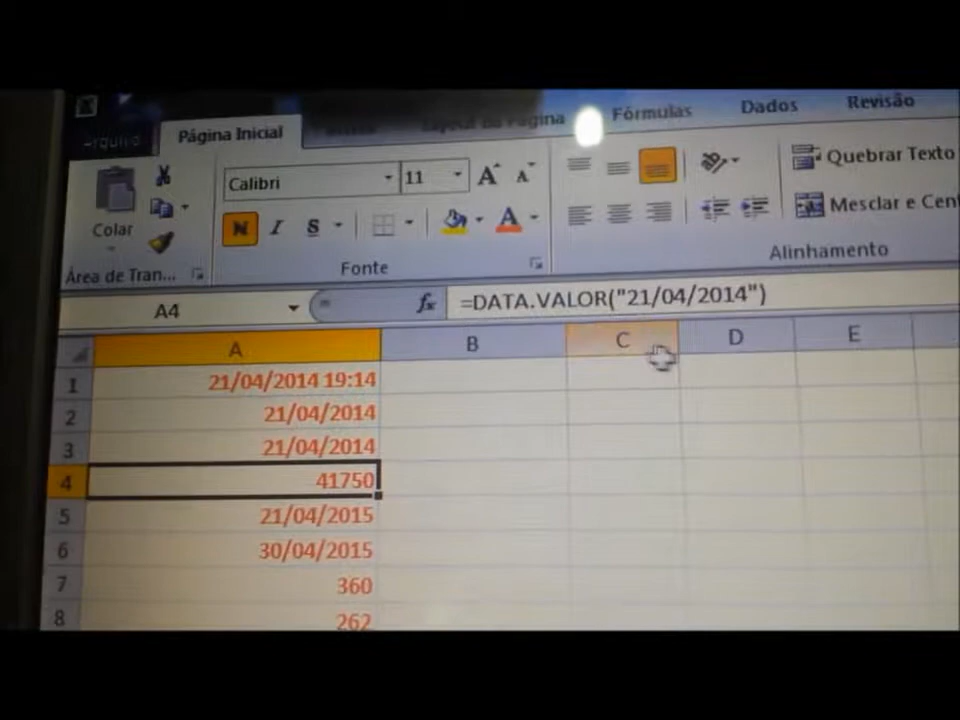 Página Inicial
Fórmulas
Dados
Revisão
Calibri
11
Quebrar Texto
Colar
N I S
A
Mesclar e Cent
Área de Tran...
Fonte
Alinhamento
A4
fx
=DATA.VALOR("21/04/2014")
A B C D E
1 21/04/2014 19:14
2 21/04/2014
3 21/04/2014
4 41750
5 21/04/2015
6 30/04/2015
7 360
8 262